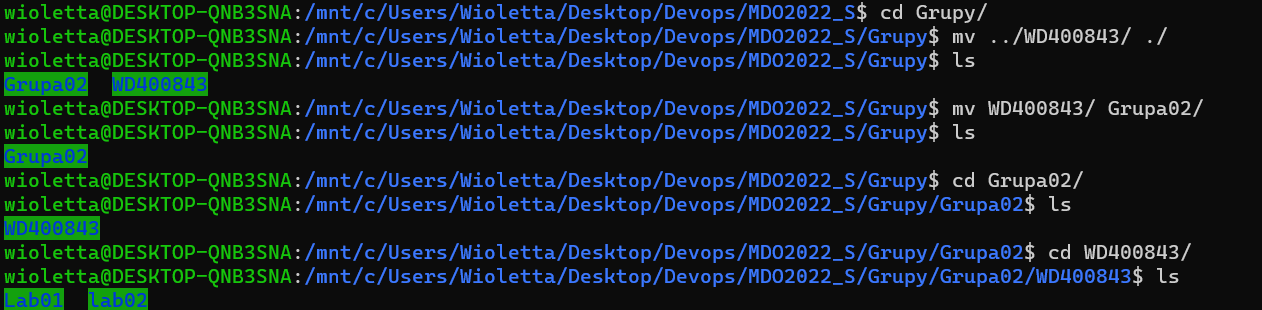 wioletta@DESKTOP-QNB3SNA:/mnt/c/Users/Wioletta/Desktop/Devops/MDO2022_S$ cd Grupy/
wioletta@DESKTOP-QNB3SNA:/mnt/c/Users/Wioletta/Desktop/Devops/MDO2022_S/Grupy$ mv ../WD400843/ ./
wioletta@DESKTOP-QNB3SNA:/mnt/c/Users/Wioletta/Desktop/Devops/MDO2022_S/Grupy$ ls
Grupa02  WD400843
wioletta@DESKTOP-QNB3SNA:/mnt/c/Users/Wioletta/Desktop/Devops/MDO2022_S/Grupy$ mv WD400843/ Grupa02/
wioletta@DESKTOP-QNB3SNA:/mnt/c/Users/Wioletta/Desktop/Devops/MDO2022_S/Grupy$ ls
Grupa02
wioletta@DESKTOP-QNB3SNA:/mnt/c/Users/Wioletta/Desktop/Devops/MDO2022_S/Grupy$ cd Grupa02/
wioletta@DESKTOP-QNB3SNA:/mnt/c/Users/Wioletta/Desktop/Devops/MDO2022_S/Grupy/Grupa02$ ls
WD400843
wioletta@DESKTOP-QNB3SNA:/mnt/c/Users/Wioletta/Desktop/Devops/MDO2022_S/Grupy/Grupa02$ cd WD400843/
wioletta@DESKTOP-QNB3SNA:/mnt/c/Users/Wioletta/Desktop/Devops/MDO2022_S/Grupy/Grupa02/WD400843$ ls
Lab01  lab02